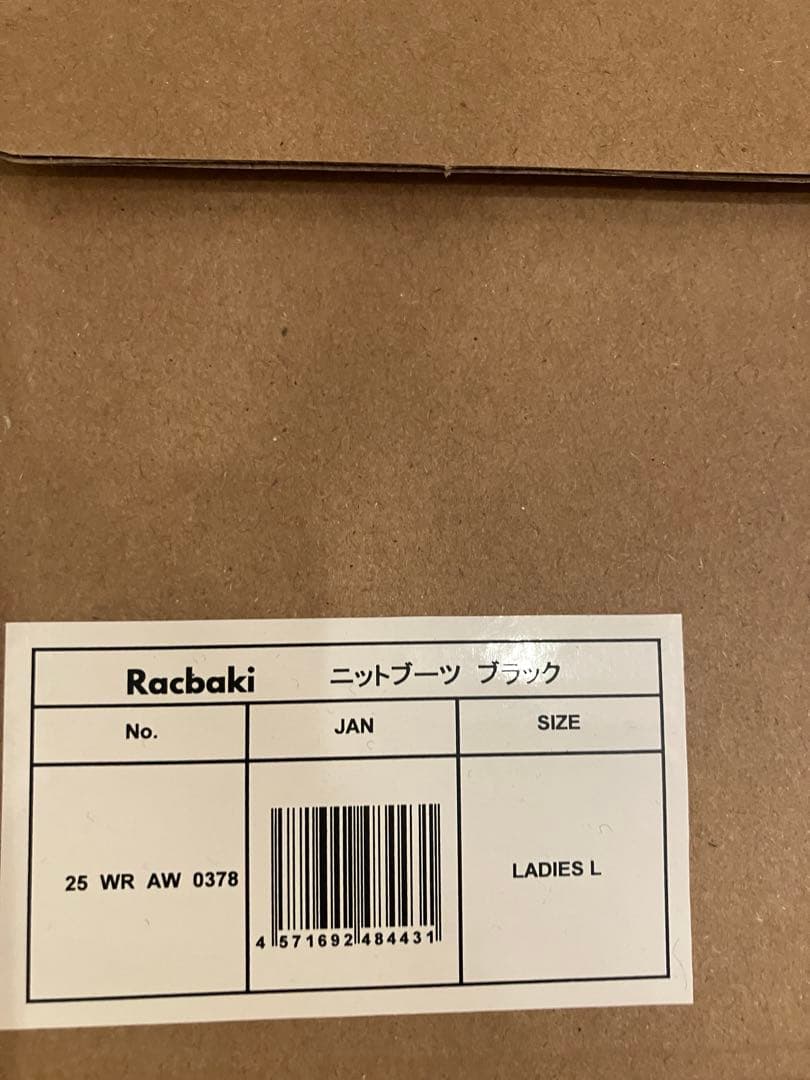 Racbaki ニットブーツ ブラック
No. JAN SIZE
25 WR AW 0378
4 571692 484431
LADIES L